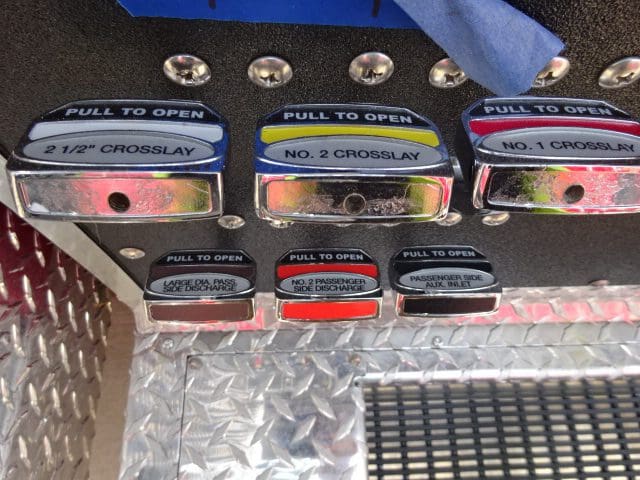 PULL TO OPEN
2 1/2" CROSSLAY
PULL TO OPEN
NO. 2 CROSSLAY
PULL TO OPEN
NO. 1 CROSSLAY
PULL TO OPEN
LARGE DIA. PASS.
SIDE DISCHARGE
PULL TO OPEN
NO. 2 PASSENGER
SIDE DISCHARGE
PULL TO OPEN
PASSENGER SIDE
AUX. INLET